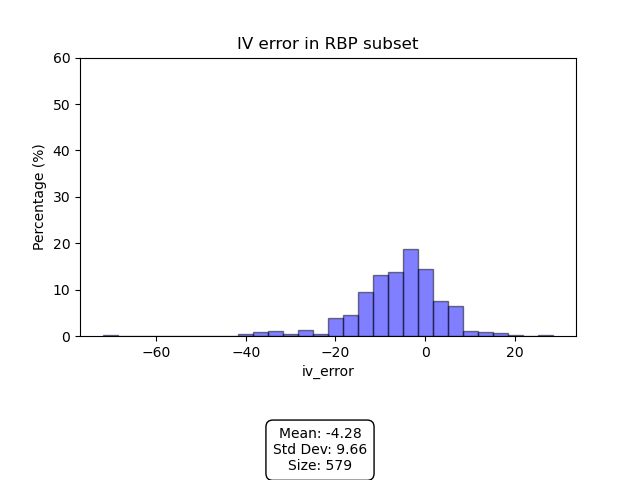 IV error in RBP subset
60
50
40
30
20
10
0
Percentage (%)
−60
−40
−20
0
20
iv_error
Mean: -4.28
Std Dev: 9.66
Size: 579